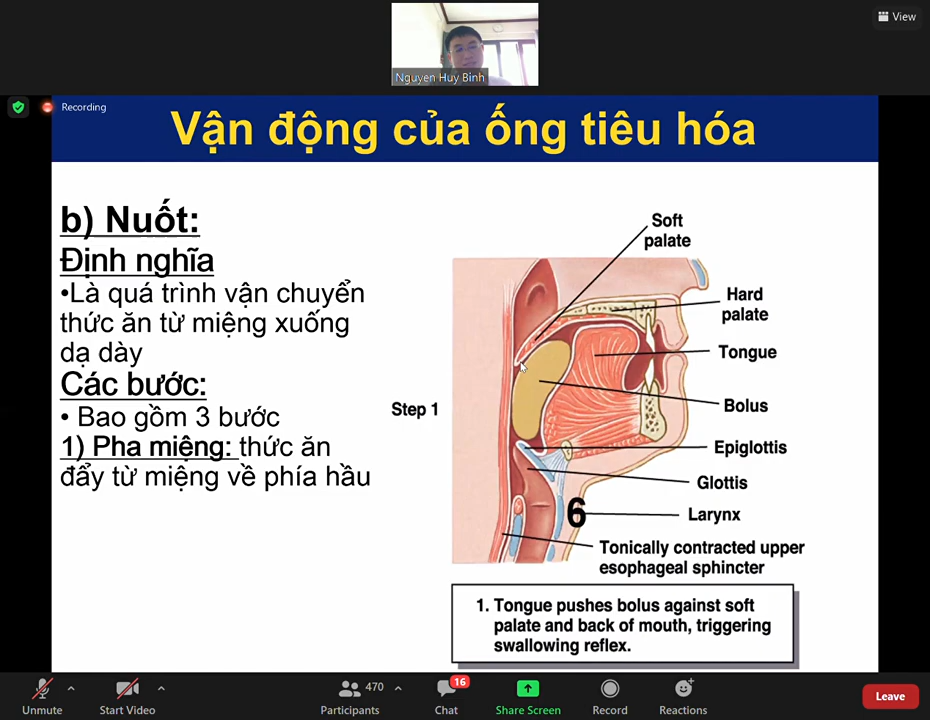 View
Nguyen Huy Binh
Recording
Vận động của ống tiêu hóa
b) Nuốt:
Định nghĩa
•Là quá trình vận chuyển
thức ăn từ miệng xuống
dạ dày
Các bước:
• Bao gồm 3 bước
1) Pha miệng: thức ăn
đẩy từ miệng về phía hầu
Soft
palate
Hard
palate
Tongue
Step 1
Bolus
Epiglottis
Glottis
6
Larynx
Tonically contracted upper
esophageal sphincter
1. Tongue pushes bolus against soft
palate and back of mouth, triggering
swallowing reflex.
Unmute
Start Video
470
Participants
16
Chat
Share Screen
Record
Reactions
Leave